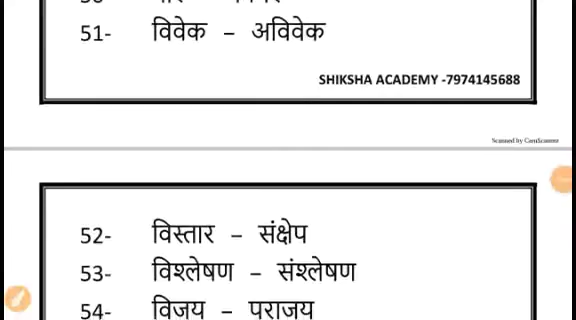 51- विवेक – अविवेक
SHIKSHA ACADEMY -7974145688
Scanned by CamScanner
52- विस्तार – संक्षेप
53- विश्लेषण – संश्लेषण
54- विजय – पराजय